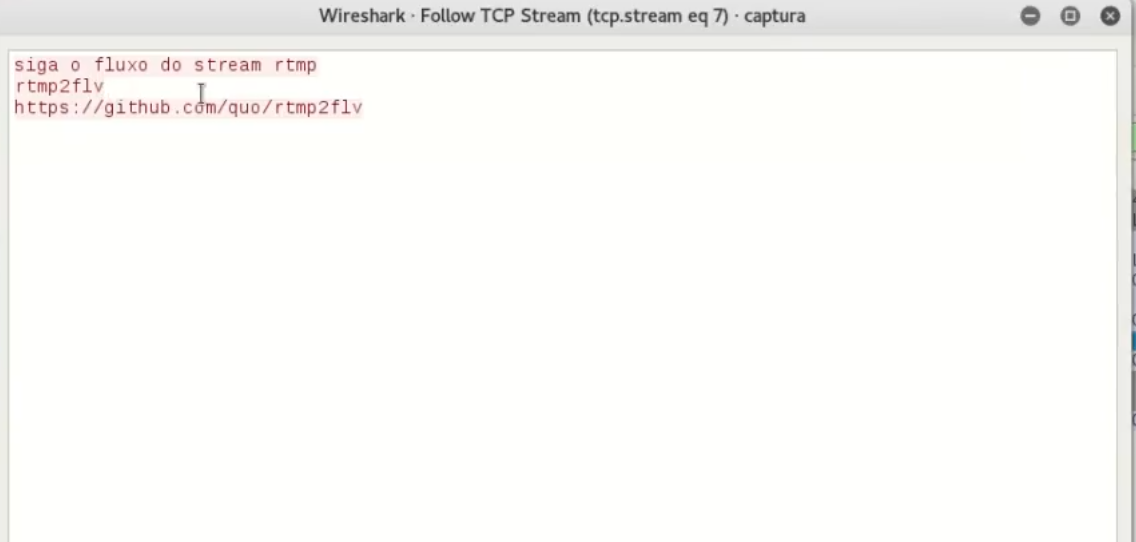 Wireshark · Follow TCP Stream (tcp.stream eq 7) · captura
siga o fluxo do stream rtmp
rtmp2flv
https://github.com/quo/rtmp2flv